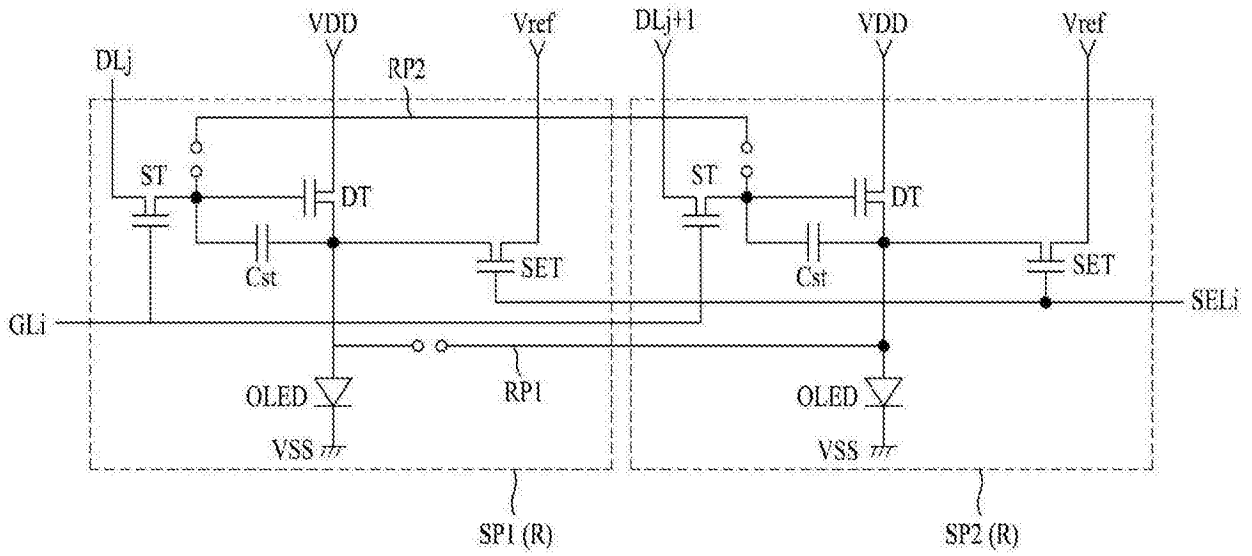 VDD Vref DLj+1 VDD Vref
DLj
RP2
ST DT ST DT
Cst SET Cst SET
SELi
GLi
RP1
OLED OLED
VSS VSS
SP1 (R) SP2 (R)